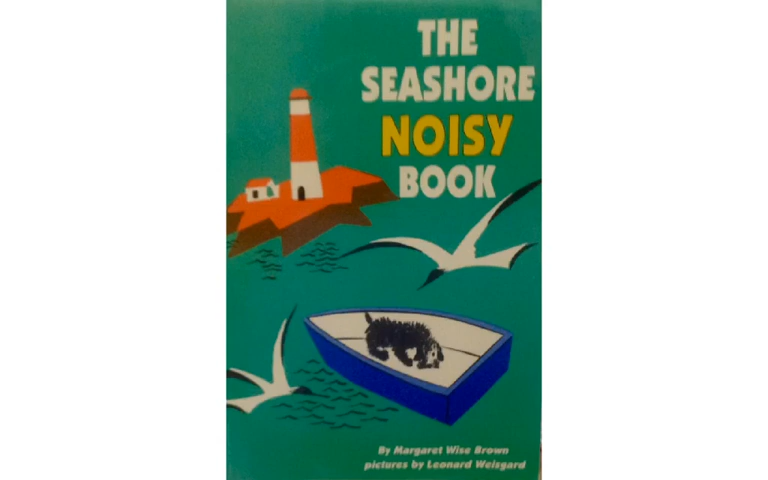 THE
SEASHORE
NOISY
BOOK
By Margaret Wise Brown
pictures by Leonard Weisgard